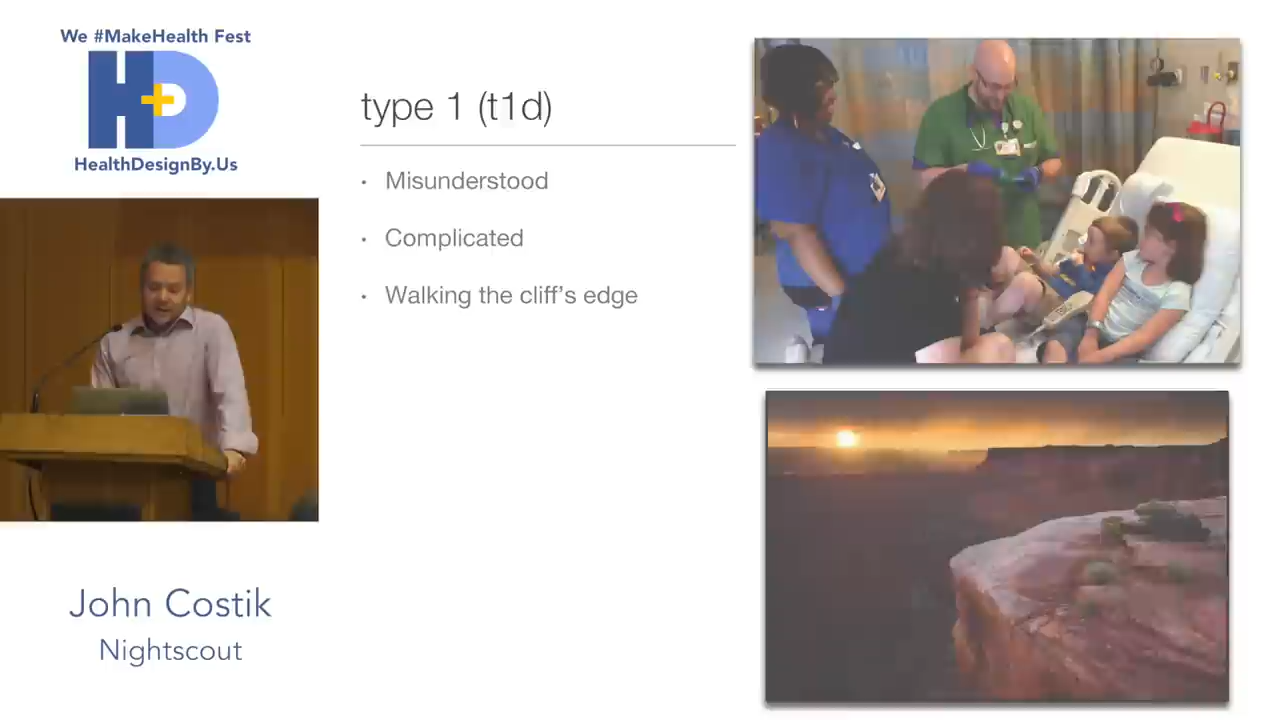 We #MakeHealth Fest
H+D
HealthDesignBy.Us
type 1 (t1d)
• Misunderstood
• Complicated
• Walking the cliff's edge
John Costik
Nightscout